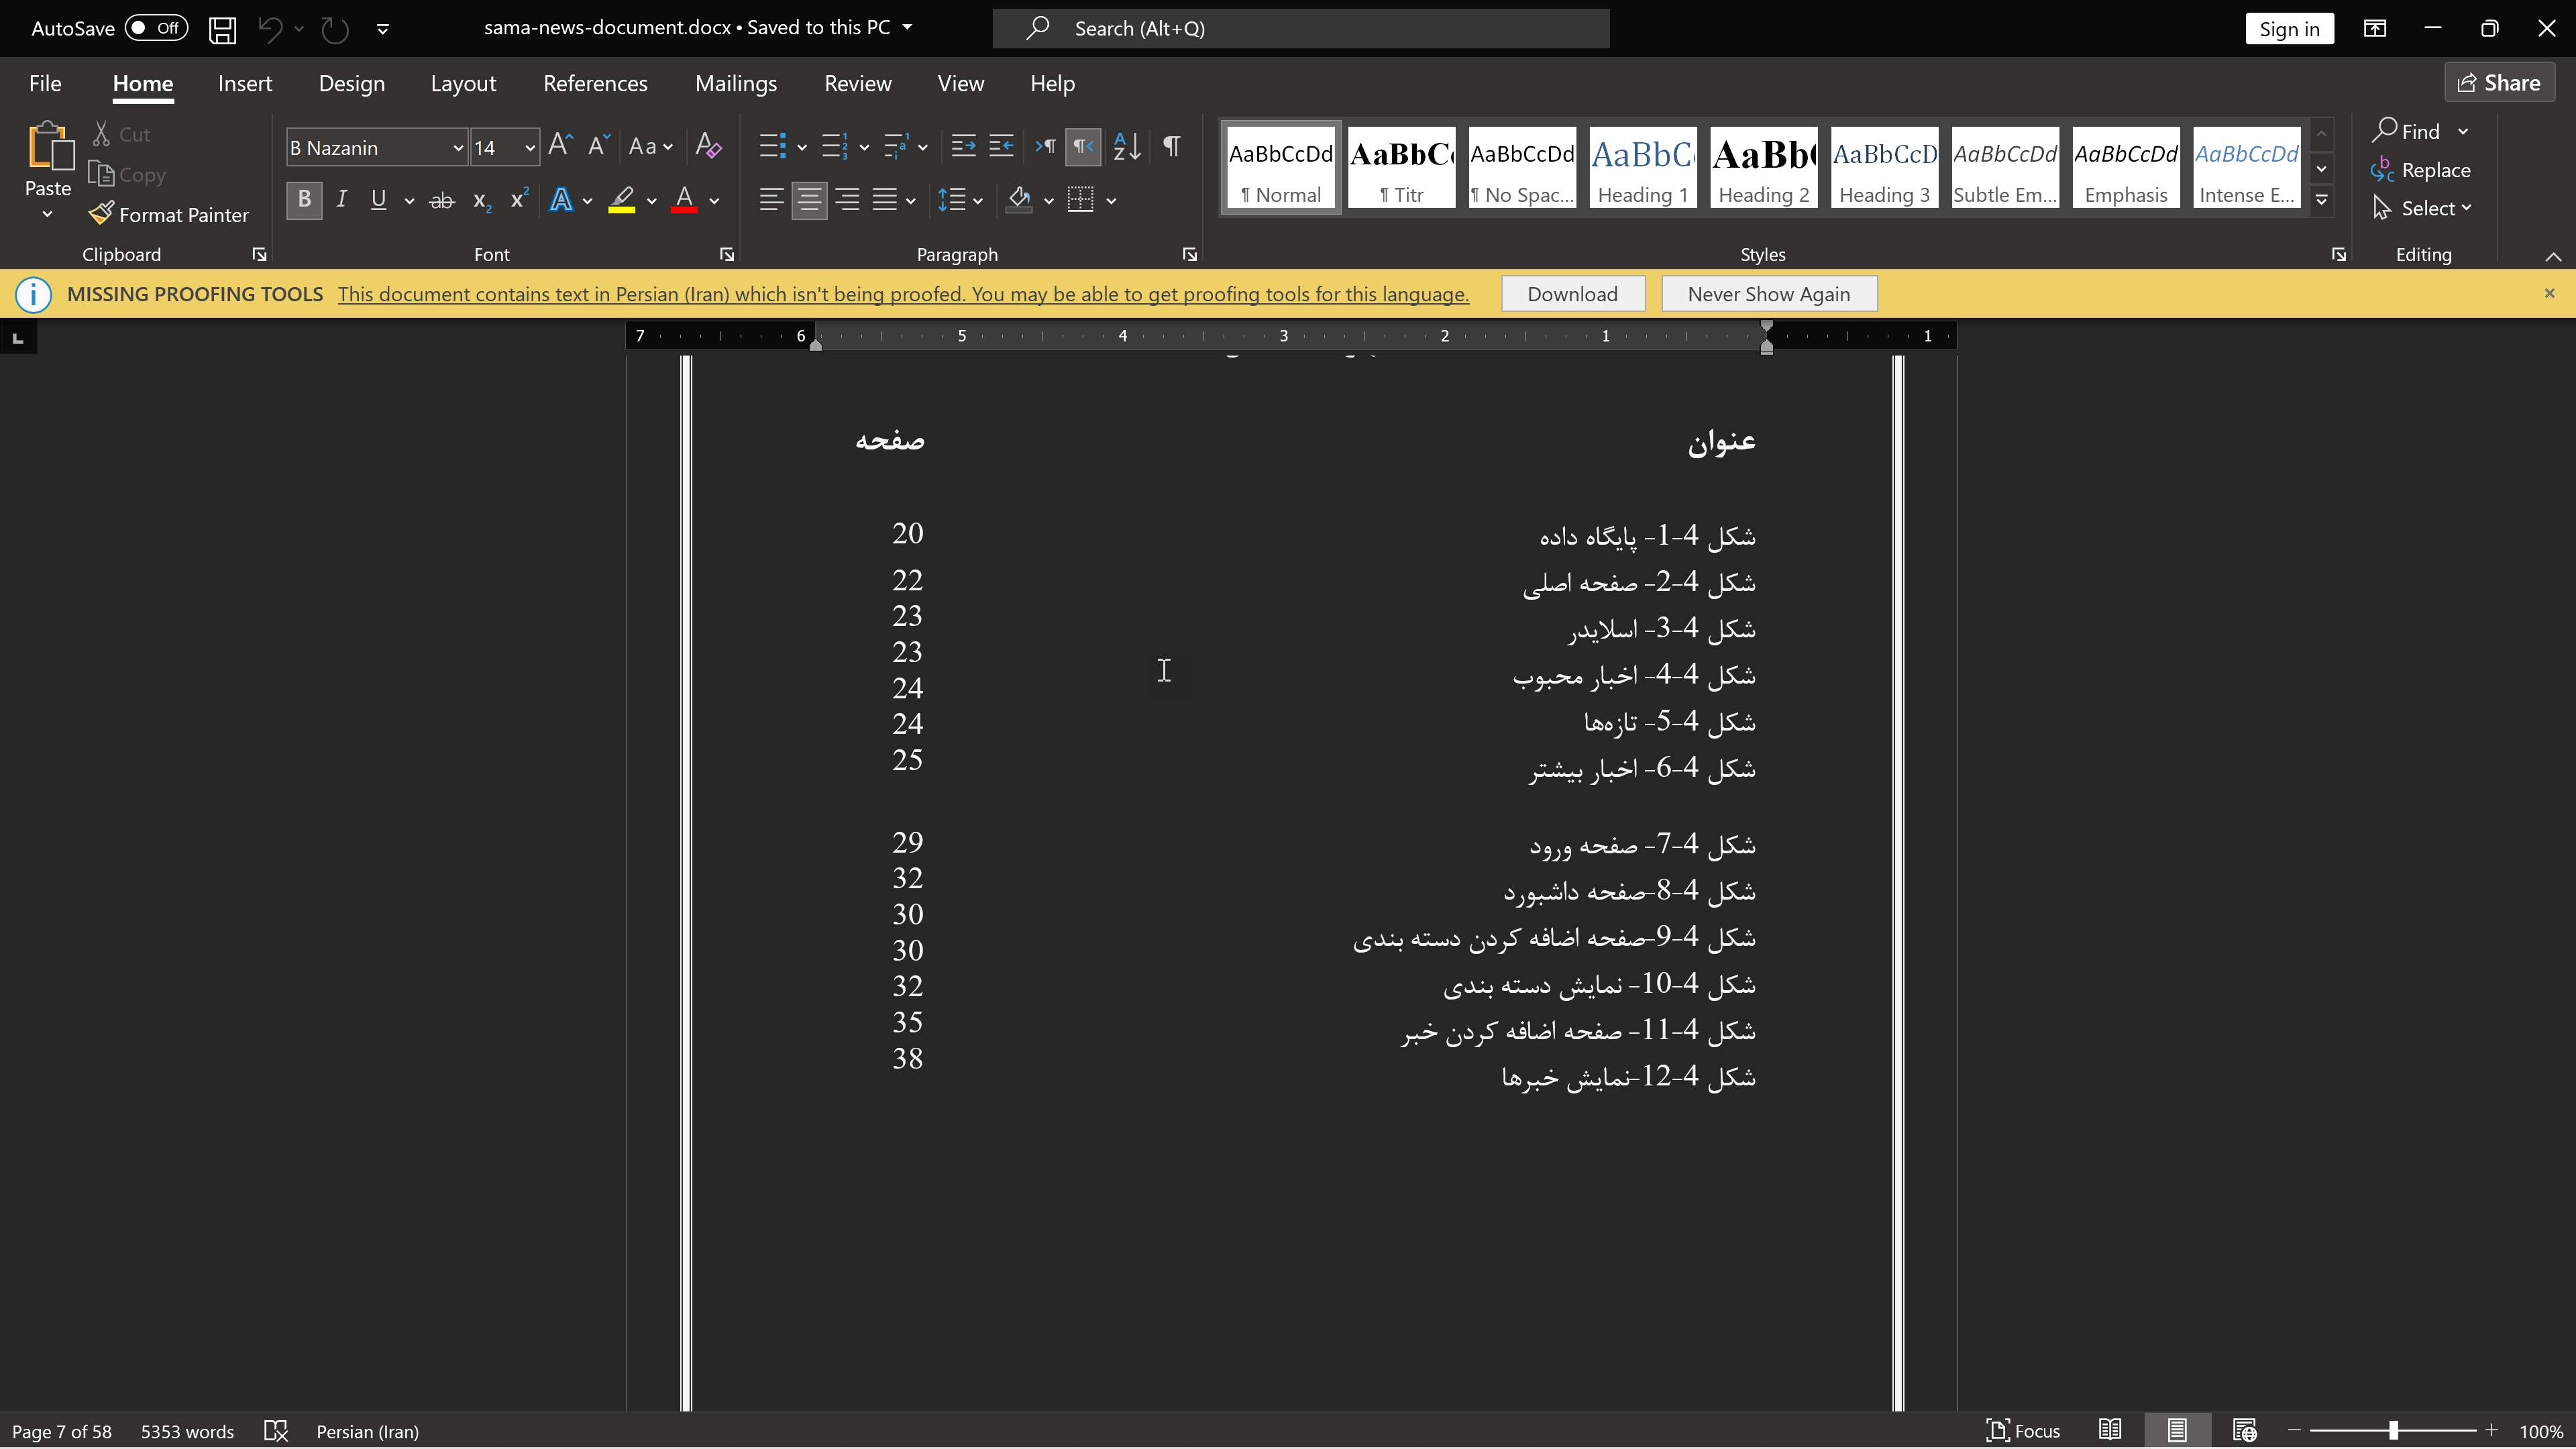 AutoSave Off sama-news-document.docx • Saved to this PC Search (Alt+Q) Sign in
File Home Insert Design Layout References Mailings Review View Help Share
Paste Cut Copy Format Painter
B Nazanin 14
AaBbCcDd AaBbC AaBbCcDd AaBbC AaBb AaBbCcD AaBbCcDd AaBbCcDd AaBbCcDd
¶ Normal ¶ Titr ¶ No Spac... Heading 1 Heading 2 Heading 3 Subtle Em... Emphasis Intense E...
Find
Replace
Select
Clipboard Font Paragraph Styles Editing
MISSING PROOFING TOOLS This document contains text in Persian (Iran) which isn't being proofed. You may be able to get proofing tools for this language. Download Never Show Again
7 6 5 4 3 2 1 1
عنوان صفحه
شکل 4-1- پایگاه داده 20
شکل 4-2- صفحه اصلی 22
شکل 4-3- اسلایدر 23
شکل 4-4- اخبار محبوب 23
شکل 4-5- تازه‌ها 24
شکل 4-6- اخبار بیشتر 24
25
شکل 4-7- صفحه ورود 29
شکل 4-8-صفحه داشبورد 32
شکل 4-9-صفحه اضافه کردن دسته بندی 30
شکل 4-10- نمایش دسته بندی 30
شکل 4-11- صفحه اضافه کردن خبر 32
شکل 4-12-نمایش خبرها 35
38
Page 7 of 58 5353 words Persian (Iran) Focus 100%